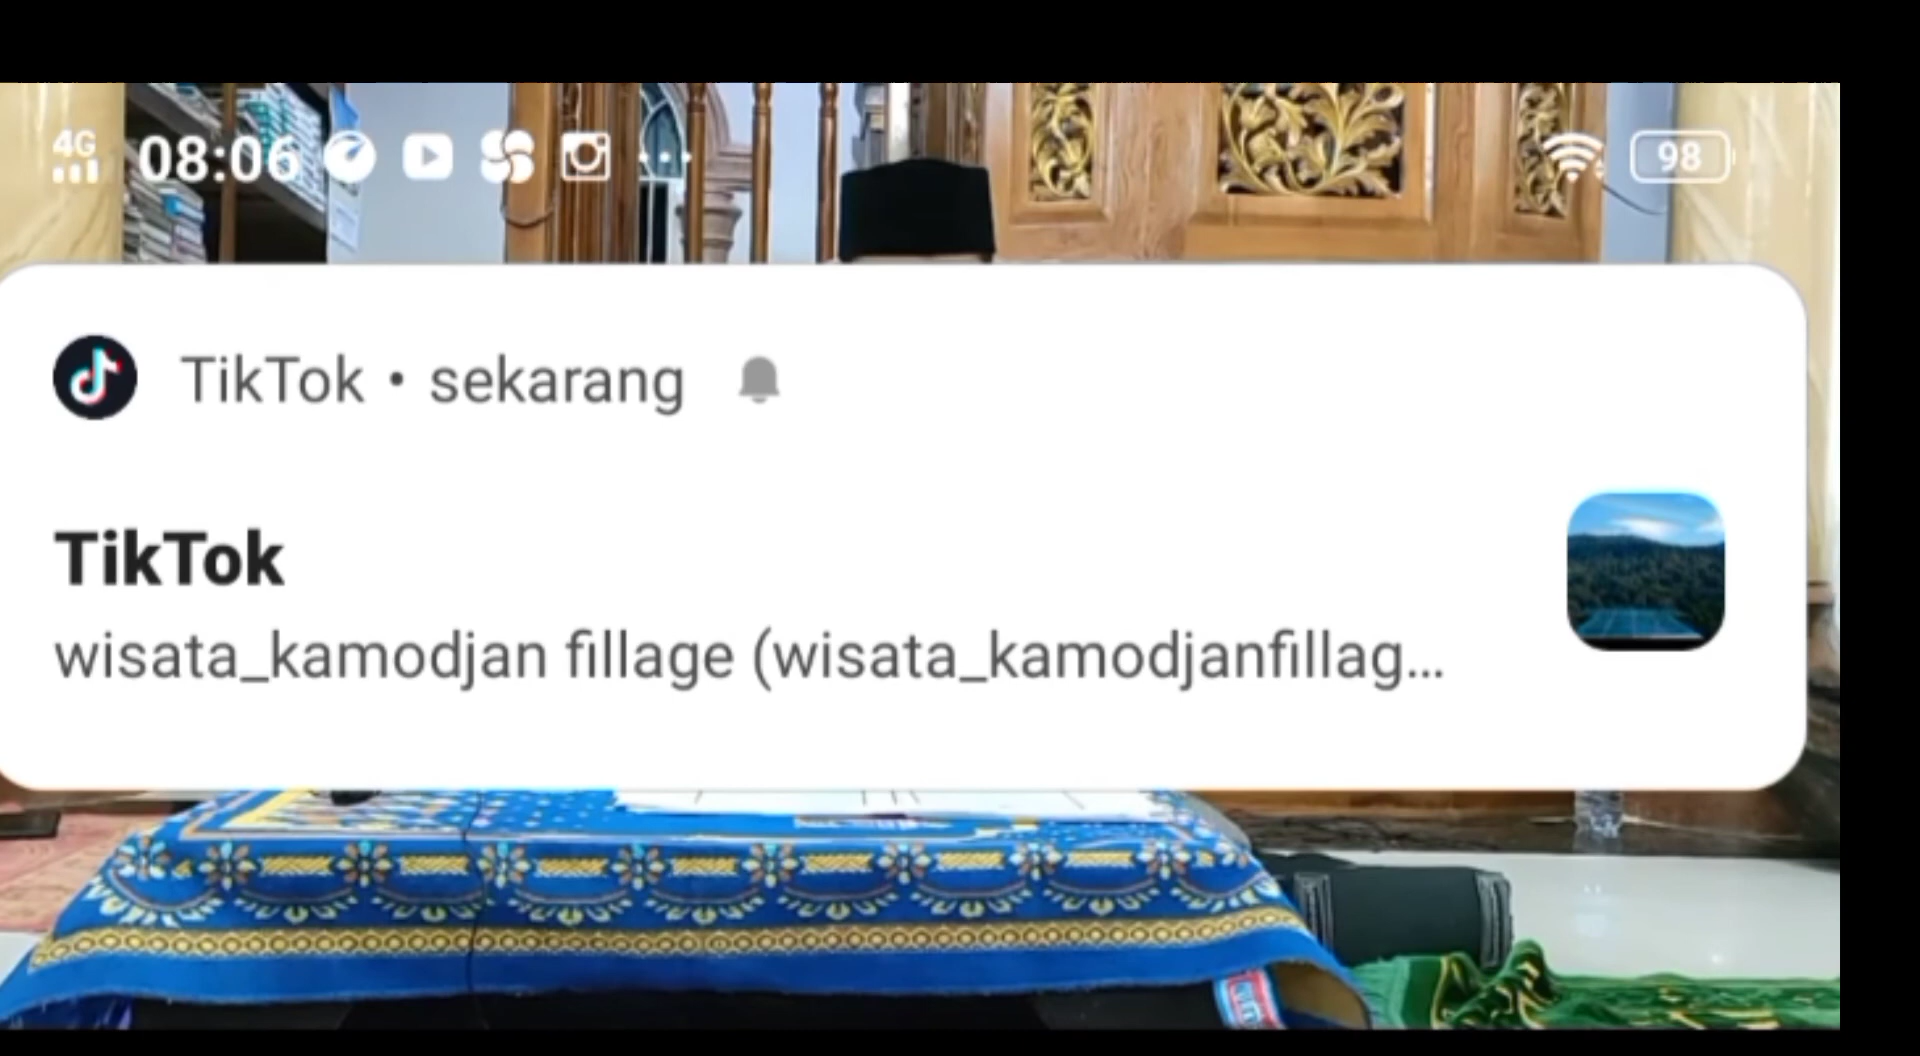 4G 08:06 98
TikTok • sekarang
TikTok
wisata_kamodjan fillage (wisata_kamodjanfillag...